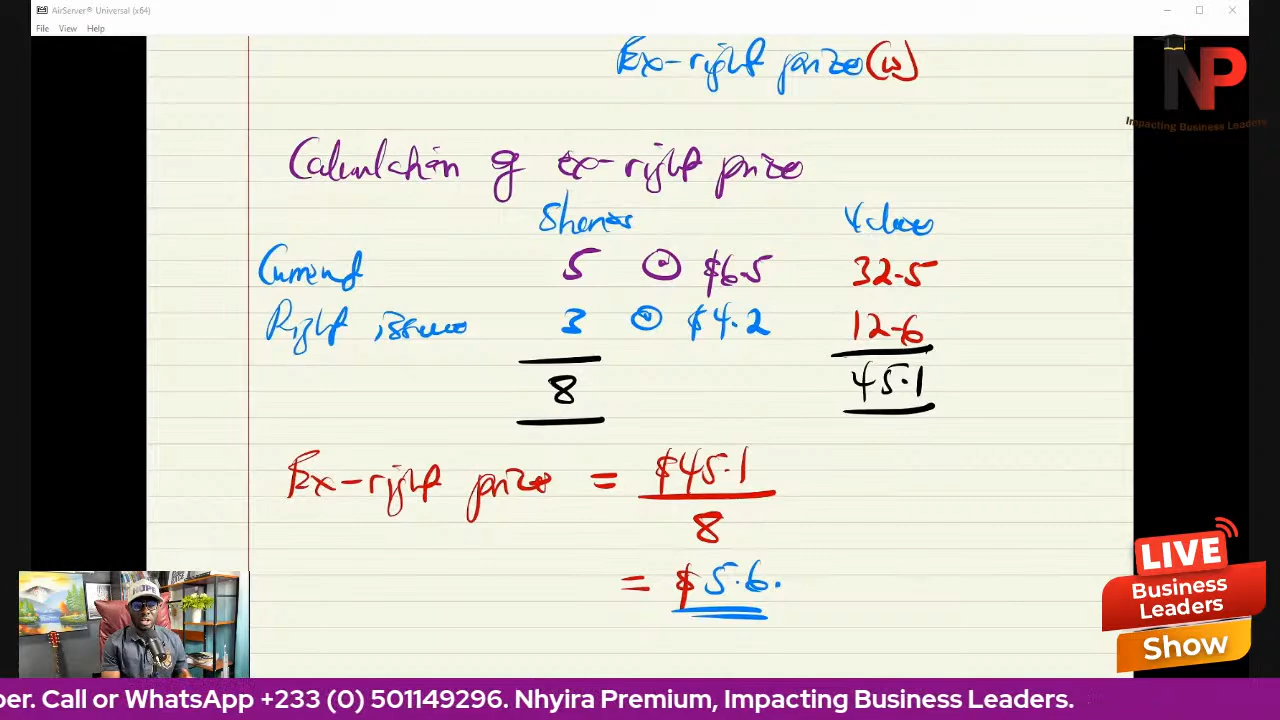 AirServer® Universal (x64)
File View Help
NP
Impacting Business Leaders
Ex-right price (w)
Calculation of ex-right price
Shares Value
Current 5 @ $6.5 32.5
Right issue 3 @ $4.2 12.6
8 45.1
Ex-right price = $45.1
8
= $5.6.
LIVE
Business
Leaders
Show
per. Call or WhatsApp +233 (0) 501149296. Nhyira Premium, Impacting Business Leaders.